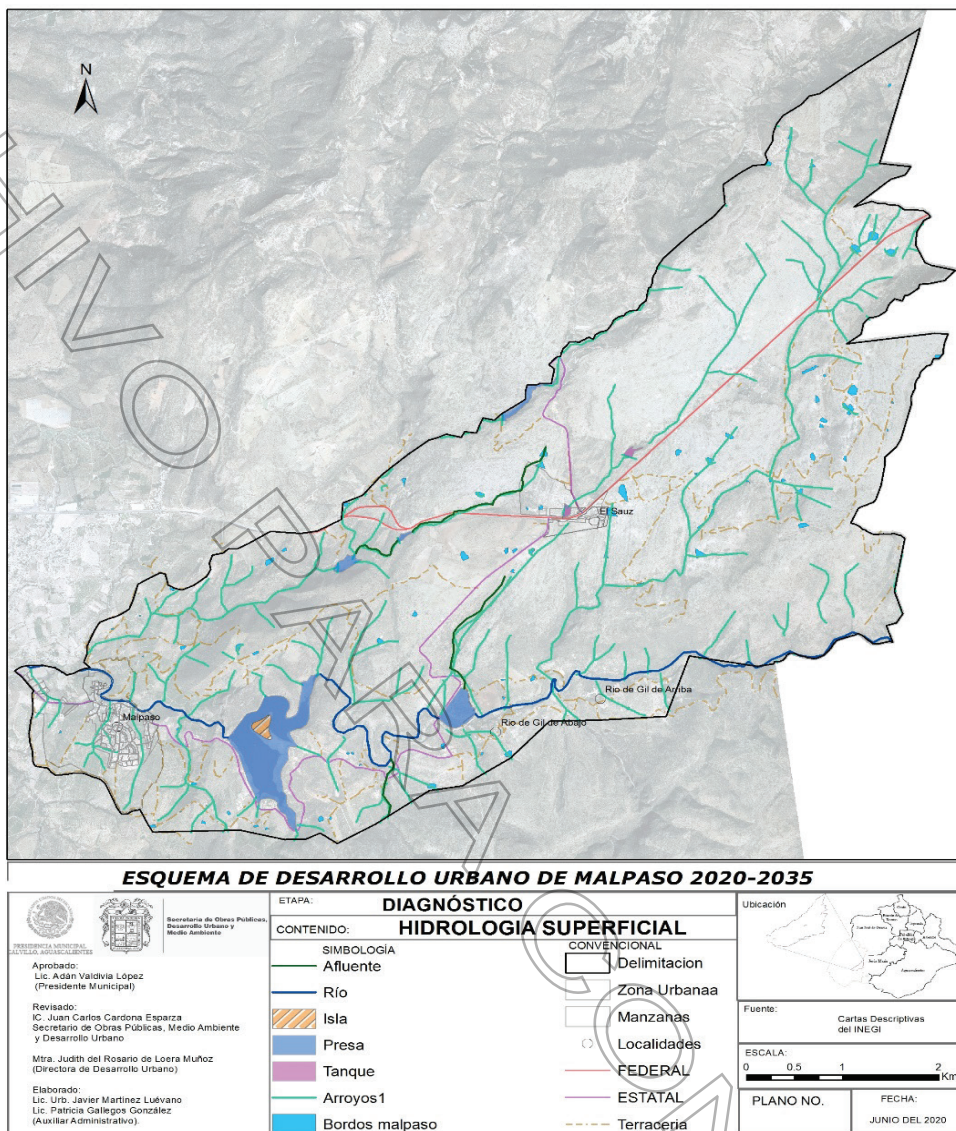 N
El Sauz
Rio de Gil de Arriba
Rio de Gil de Abajo
Malpaso
ESQUEMA DE DESARROLLO URBANO DE MALPASO 2020-2035
PRESIDENCIA MUNICIPAL
CALVILLO, AGUASCALIENTES
Secretaria de Obras Públicas,
Desarrollo Urbano y
Medio Ambiente
Aprobado:
Lic. Adán Valdivia López
(Presidente Municipal)
Revisado:
IC. Juan Carlos Cardona Esparza
Secretario de Obras Públicas, Medio Ambiente
y Desarrollo Urbano
Mtra. Judith del Rosario de Loera Muñoz
(Directora de Desarrollo Urbano)
Elaborado:
Lic. Urb. Javier Martinez Luévano
Lic. Patricia Gallegos González
(Auxiliar Administrativo).
ETAPA: DIAGNÓSTICO
CONTENIDO: HIDROLOGIA SUPERFICIAL
SIMBOLOGÍA
Afluente
Río
Isla
Presa
Tanque
Arroyos1
Bordos malpaso
CONVENCIONAL
Delimitacion
Zona Urbanaa
Manzanas
Localidades
FEDERAL
ESTATAL
Terraceria
Ubicación
Fuente:
Cartas Descriptivas
del INEGI
ESCALA:
0 0.5 1 2
Km
PLANO NO.
FECHA:
JUNIO DEL 2020